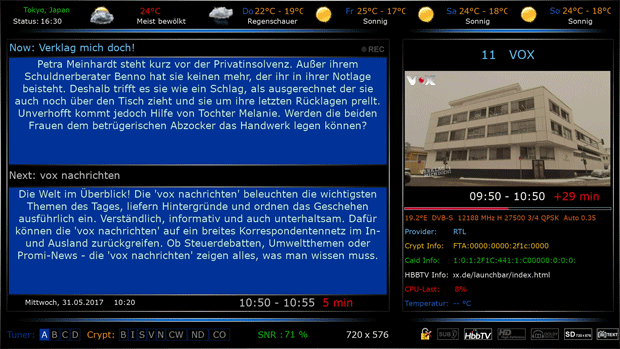 Tokyo, Japan
Status: 16:30
24°C
Meist bewölkt
Do 22°C - 19°C
Regenschauer
Fr 25°C - 17°C
Sonnig
Sa 24°C - 18°C
Sonnig
So 24°C - 18°C
Sonnig
Now: Verklag mich doch!
REC
Petra Meinhardt steht kurz vor der Privatinsolvenz. Außer ihrem
Schuldnerberater Benno hat sie keinen mehr, der ihr in ihrer Notlage
beisteht. Deshalb trifft es sie wie ein Schlag, als ausgerechnet der sie
auch noch über den Tisch zieht und sie um ihre letzten Rücklagen prellt.
Unverhofft kommt jedoch Hilfe von Tochter Melanie. Werden die beiden
Frauen dem betrügerischen Abzocker das Handwerk legen können?
Next: vox nachrichten
Die Welt im Überblick! Die 'vox nachrichten' beleuchten die wichtigsten
Themen des Tages, liefern Hintergründe und ordnen das Geschehen
ausführlich ein. Verständlich, informativ und auch unterhaltsam. Dafür
können die 'vox nachrichten' auf ein breites Korrespondentennetz im In-
und Ausland zurückgreifen. Ob Steuerdebatten, Umweltthemen oder
Promi-News - die 'vox nachrichten' zeigen alles, was man wissen muss.
Mittwoch, 31.05.2017 10:20
10:50 - 10:55 5 min
11 VOX
VOX
09:50 - 10:50 +29 min
19.2°E DVB-S 12188 MHz H 27500 3/4 QPSK Auto 0.35
Provider: RTL
Crypt Info: FTA:0000:0000:2f1c:0000
Caid Info: 1:0:1:2F1C:441:1:C00000:0:0:0:
HBBTV Info: ix.de/launchbar/index.html
CPU-Last: 8%
Temperatur: -- °C
Tuner: A B C D Crypt: B I S V N CW ND CO SNR : 71 % 720 x 576
SUB HbbTV HD DOLBY SD 720×576 TEXT